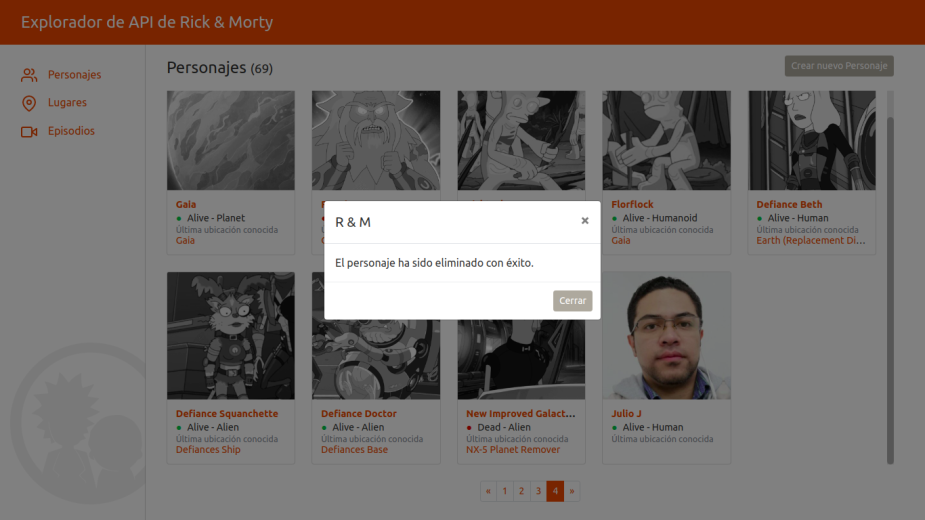 Explorador de API de Rick & Morty
Personajes
Lugares
Episodios
Personajes (69)
Crear nuevo Personaje
Gaia
Alive - Planet
Última ubicación conocida
Gaia
Florflock
Alive - Humanoid
Última ubicación conocida
Gaia
Defiance Beth
Alive - Human
Última ubicación conocida
Earth (Replacement Di...
R & M
×
El personaje ha sido eliminado con éxito.
Cerrar
Defiance Squanchette
Alive - Alien
Última ubicación conocida
Defiances Ship
Defiance Doctor
Alive - Alien
Última ubicación conocida
Defiances Base
New Improved Galact...
Dead - Alien
Última ubicación conocida
NX-5 Planet Remover
Julio J
Alive - Human
Última ubicación conocida
« 1 2 3 4 »